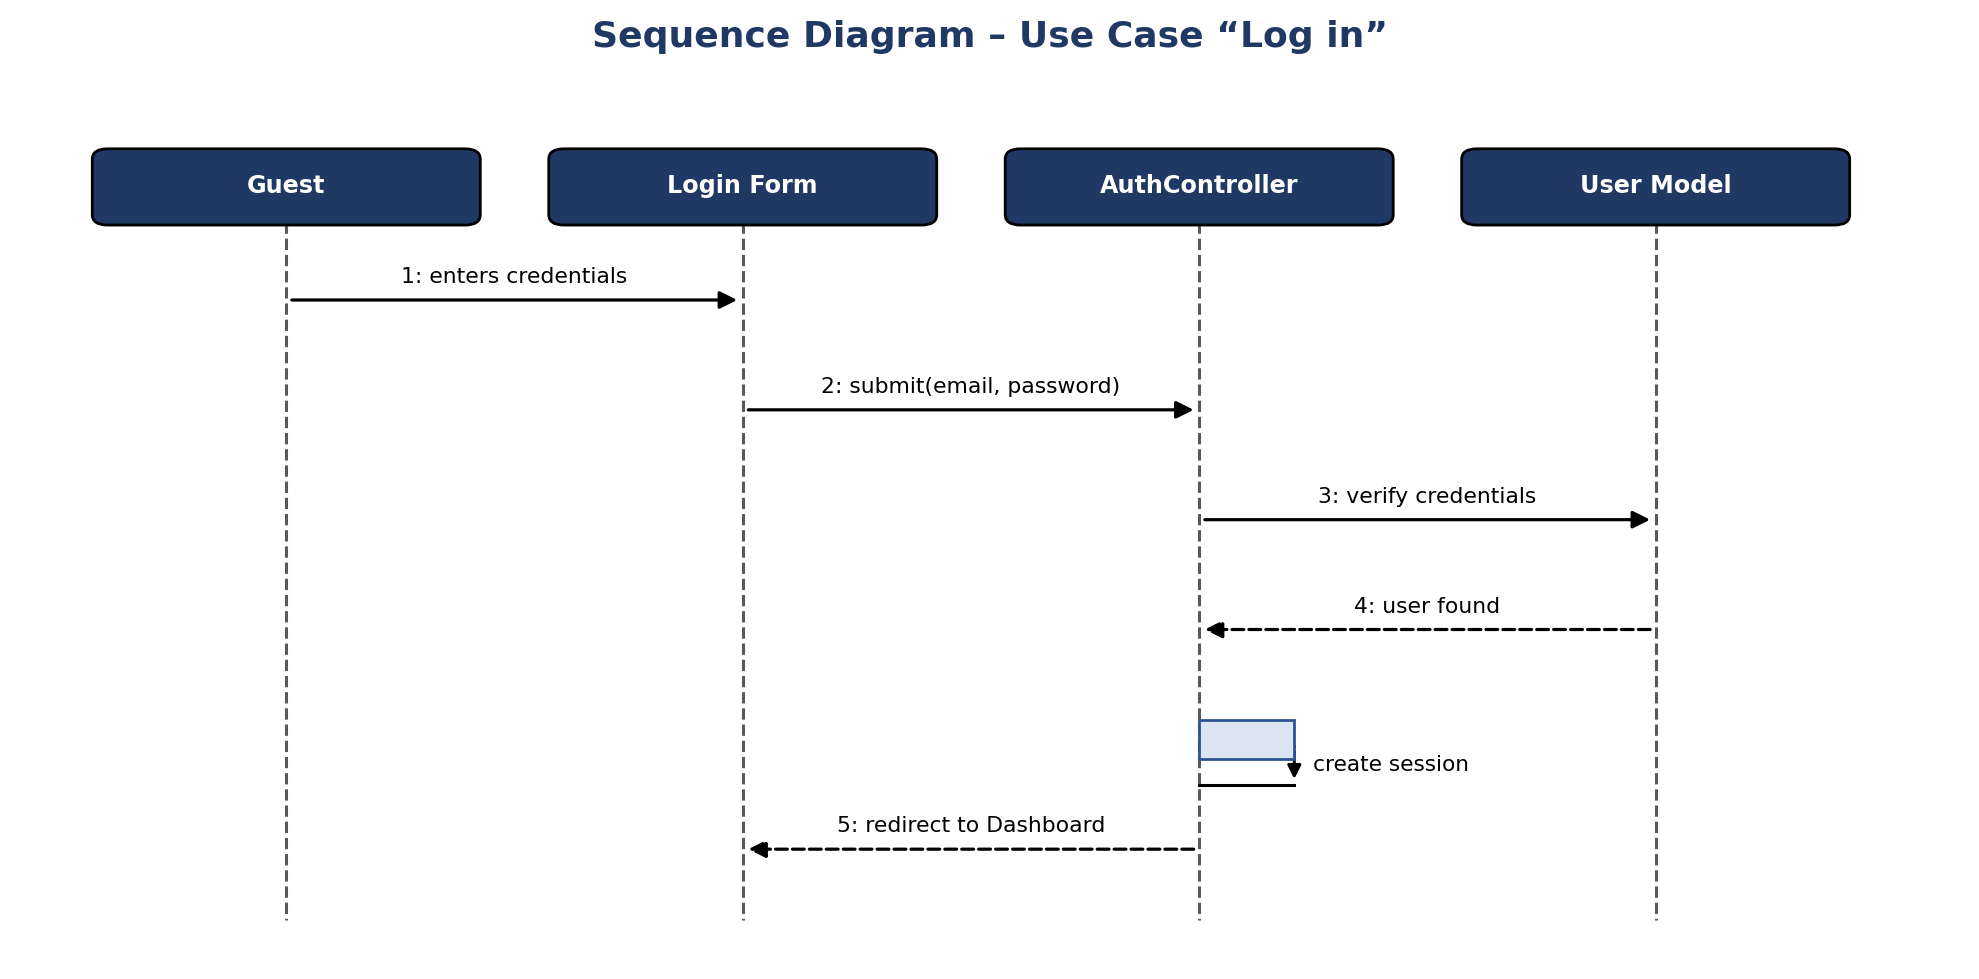 Sequence Diagram – Use Case “Log in”
Guest
Login Form
AuthController
User Model
1: enters credentials
2: submit(email, password)
3: verify credentials
4: user found
create session
5: redirect to Dashboard